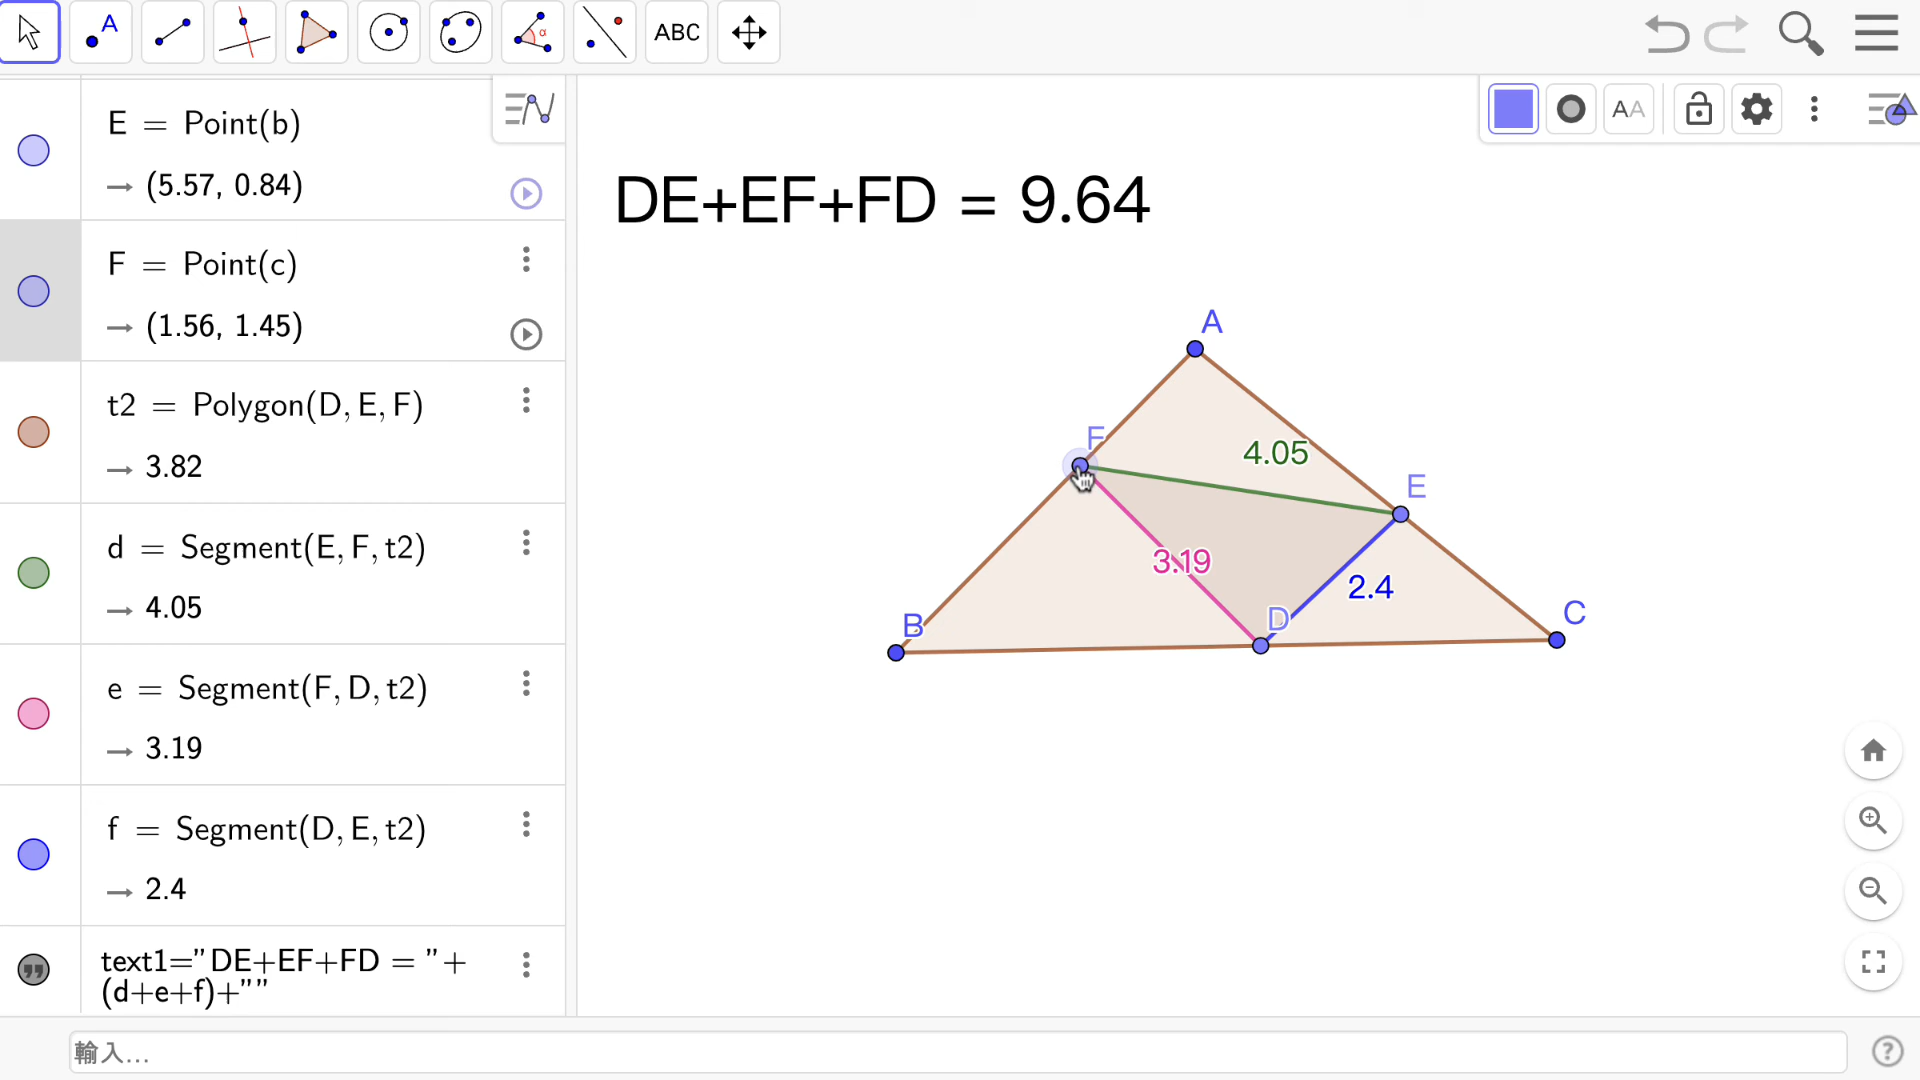 A
α
ABC
AA
E = Point(b)
→ (5.57, 0.84)
F = Point(c)
→ (1.56, 1.45)
t2 = Polygon(D, E, F)
→ 3.82
d = Segment(E, F, t2)
→ 4.05
e = Segment(F, D, t2)
→ 3.19
f = Segment(D, E, t2)
→ 2.4
text1=”DE+EF+FD = ”+
(d+e+f)+””
DE+EF+FD = 9.64
A
F
4.05
E
3.19
2.4
B
D
C
輸入…
?